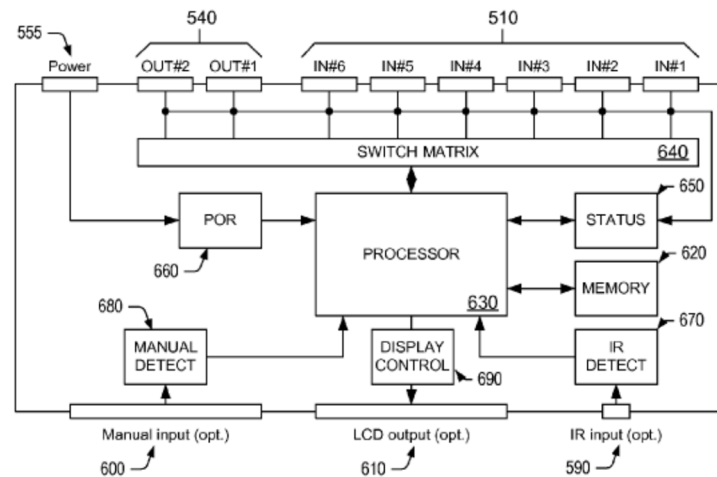 540
510
555
Power
OUT#2
OUT#1
IN#6
IN#5
IN#4
IN#3
IN#2
IN#1
SWITCH MATRIX
640
650
POR
PROCESSOR
STATUS
660
620
630
MEMORY
680
670
MANUAL
DETECT
DISPLAY
CONTROL
690
IR
DETECT
Manual input (opt.)
LCD output (opt.)
IR input (opt.)
600
610
590